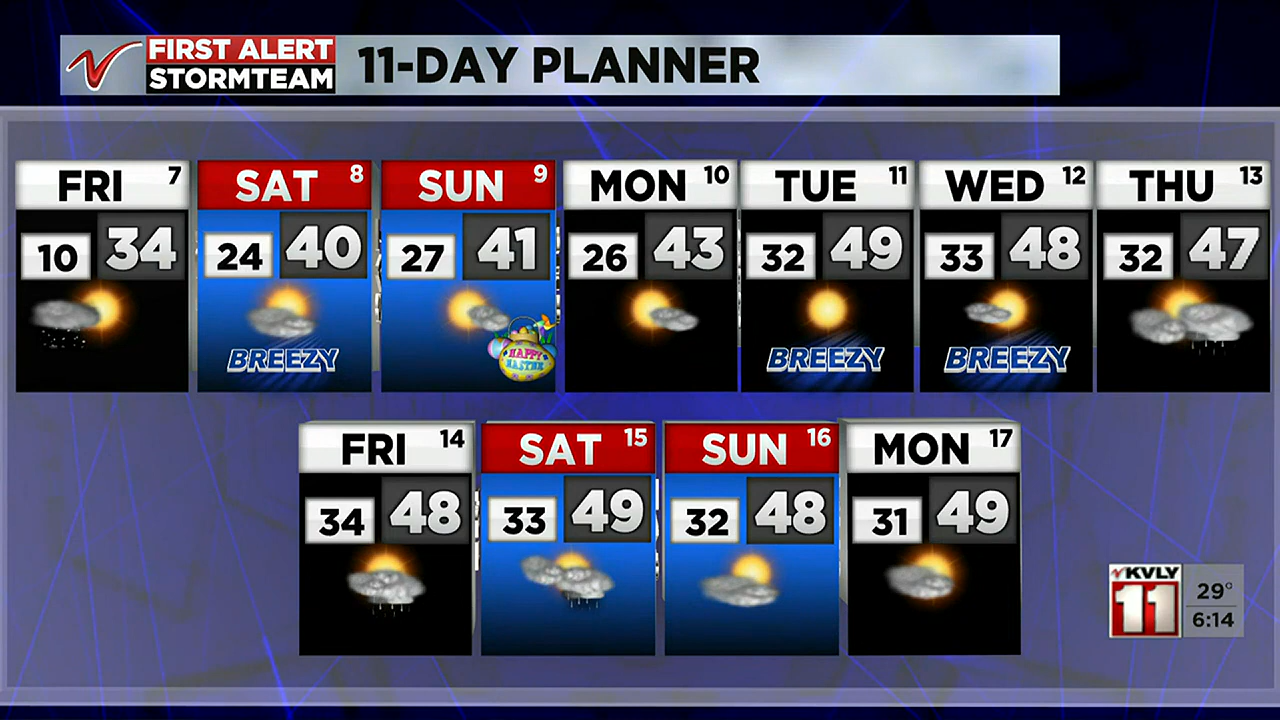 FIRST ALERT
STORMTEAM
11-DAY PLANNER
FRI 7
SAT 8
SUN 9
MON 10
TUE 11
WED 12
THU 13
10 34
24 40
27 41
26 43
32 49
33 48
32 47
BREEZY
HAPPY
EASTER
BREEZY
BREEZY
FRI 14
SAT 15
SUN 16
MON 17
34 48
33 49
32 48
31 49
KVLY
11
29°
6:14